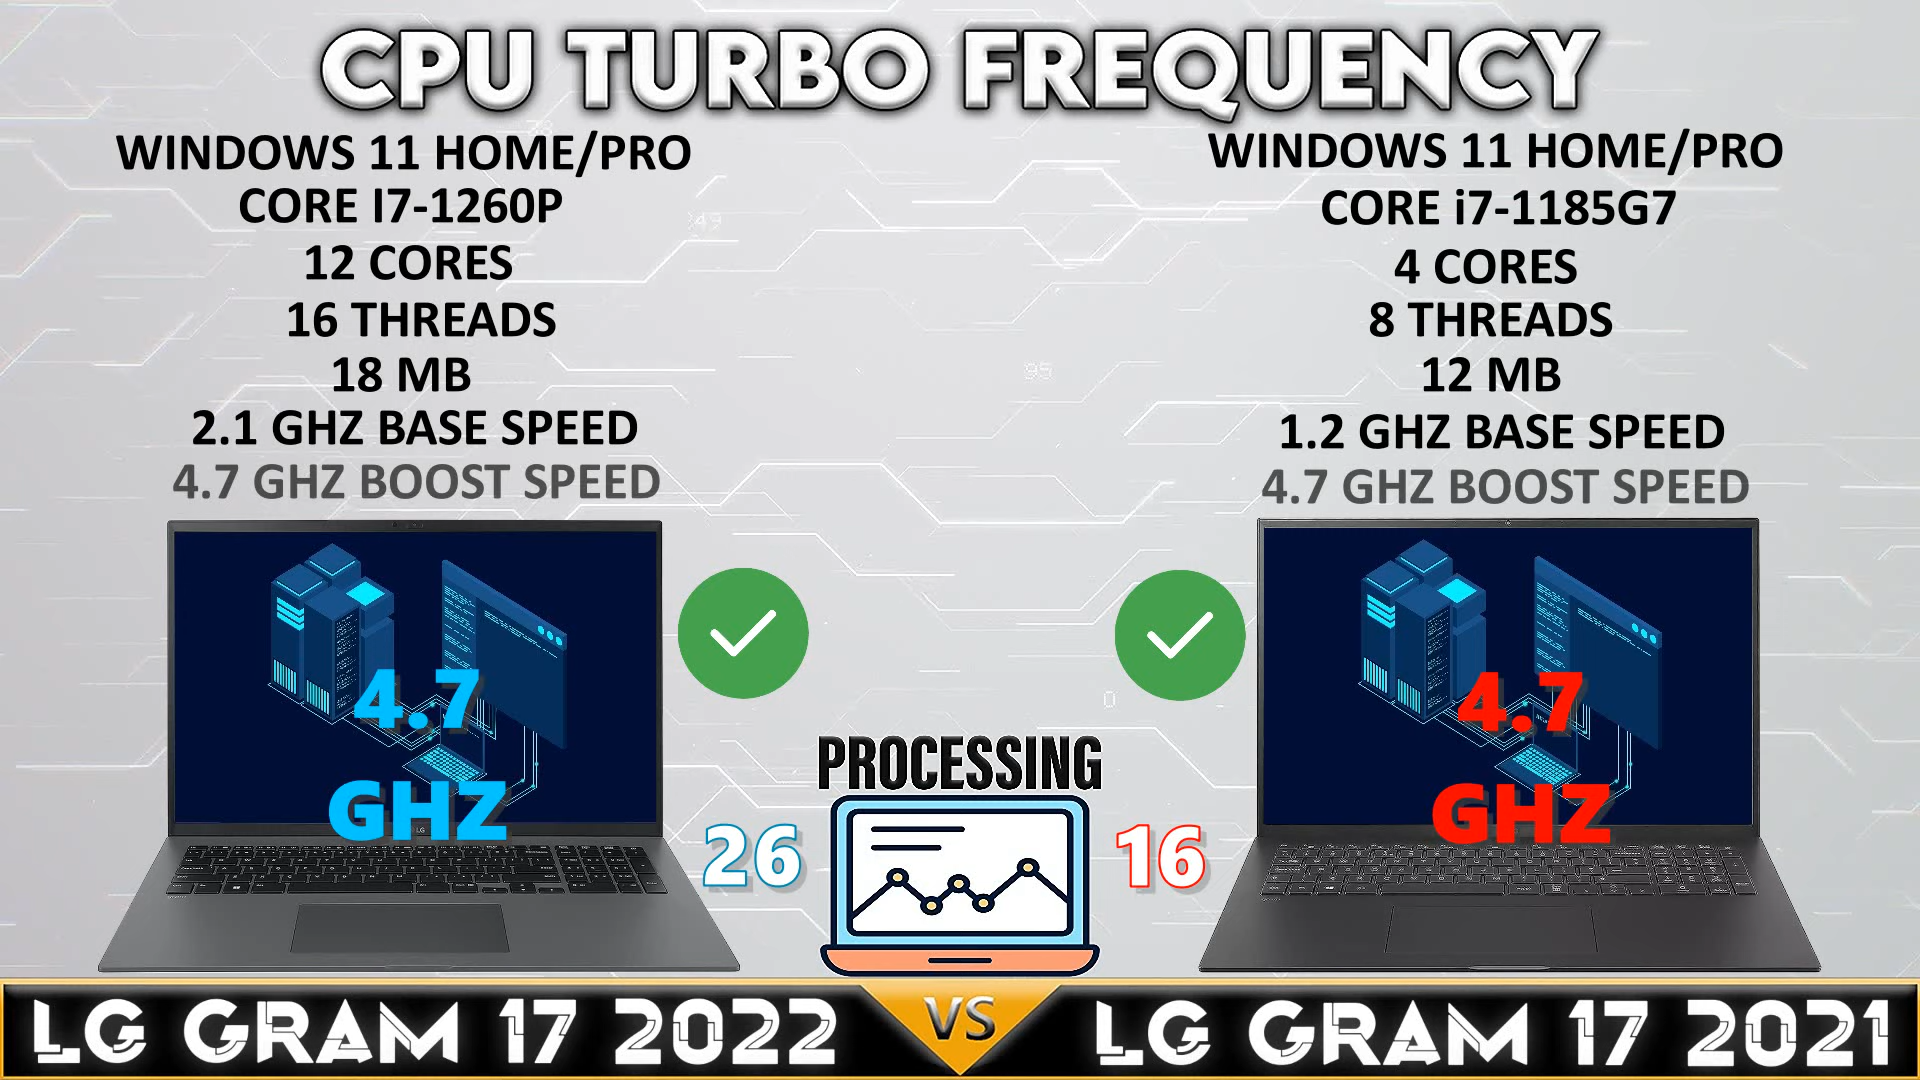 CPU TURBO FREQUENCY
WINDOWS 11 HOME/PRO
CORE I7-1260P
12 CORES
16 THREADS
18 MB
2.1 GHZ BASE SPEED
4.7 GHZ BOOST SPEED
WINDOWS 11 HOME/PRO
CORE i7-1185G7
4 CORES
8 THREADS
12 MB
1.2 GHZ BASE SPEED
4.7 GHZ BOOST SPEED
4.7
GHZ
LG
4.7
GHZ
PROCESSING
26
16
LG GRAM 17 2022
VS
LG GRAM 17 2021